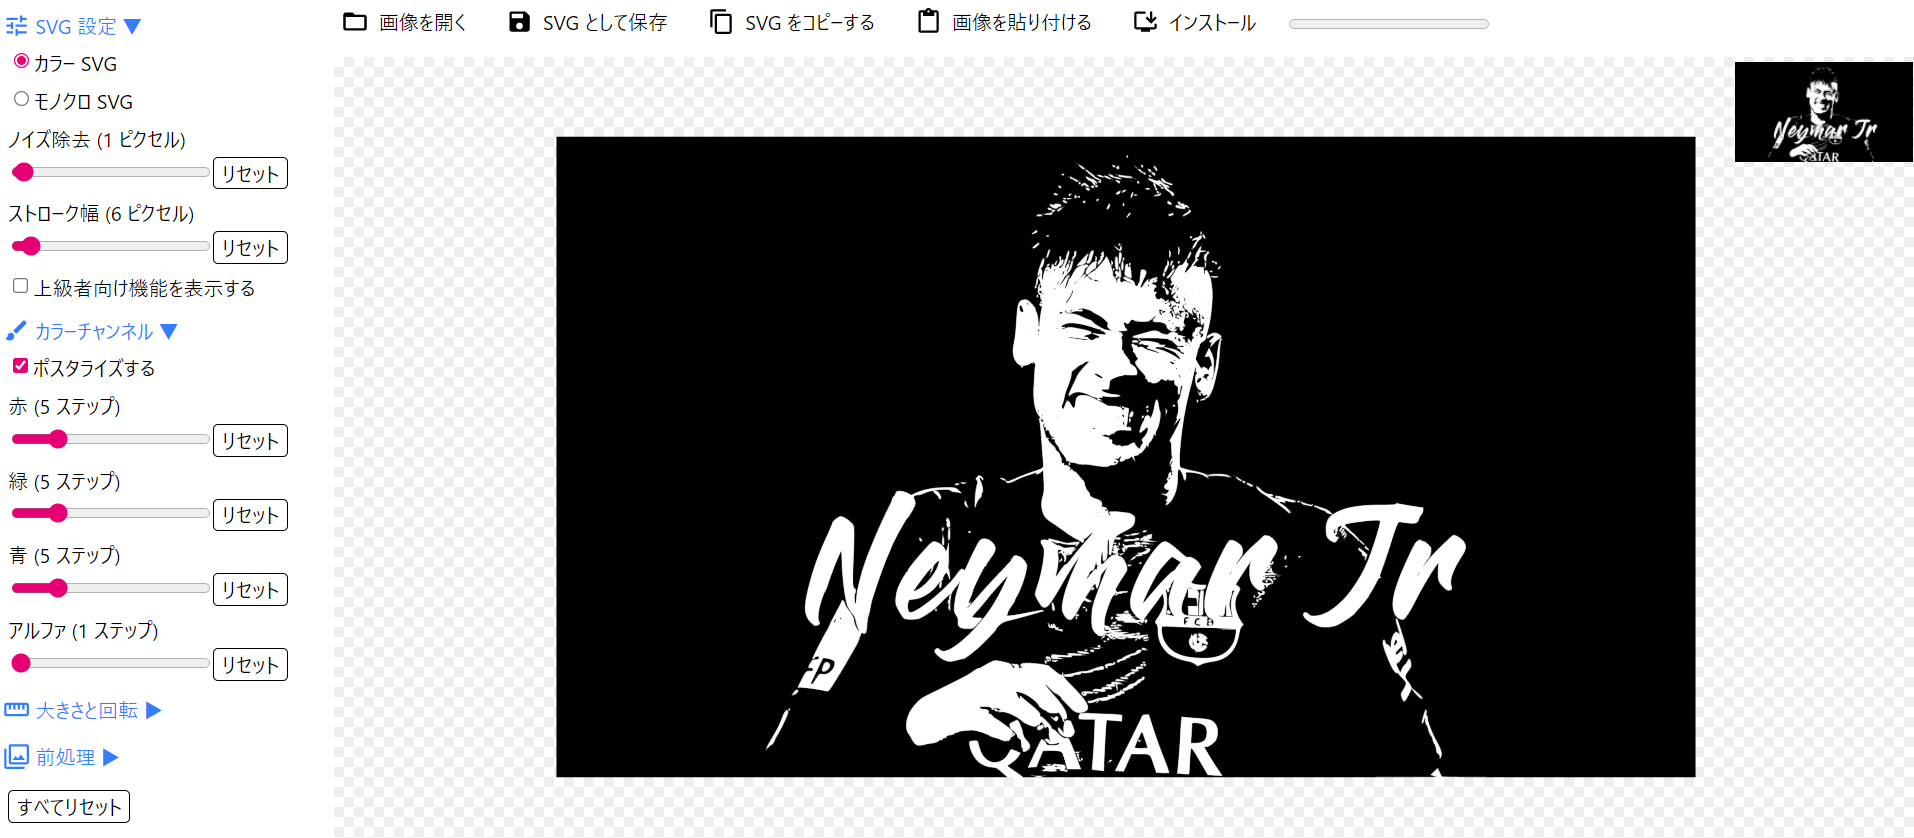 SVG 設定 ▼
カラー SVG
モノクロ SVG
ノイズ除去 (1 ピクセル)
リセット
ストローク幅 (6 ピクセル)
リセット
上級者向け機能を表示する
カラーチャンネル ▼
ポスタライズする
赤 (5 ステップ)
リセット
緑 (5 ステップ)
リセット
青 (5 ステップ)
リセット
アルファ (1 ステップ)
リセット
大きさと回転 ▶
前処理 ▶
すべてリセット
画像を開く SVG として保存 SVG をコピーする 画像を貼り付ける インストール
Neymar Jr
FCB
QATAR
Neymar Jr
QATAR